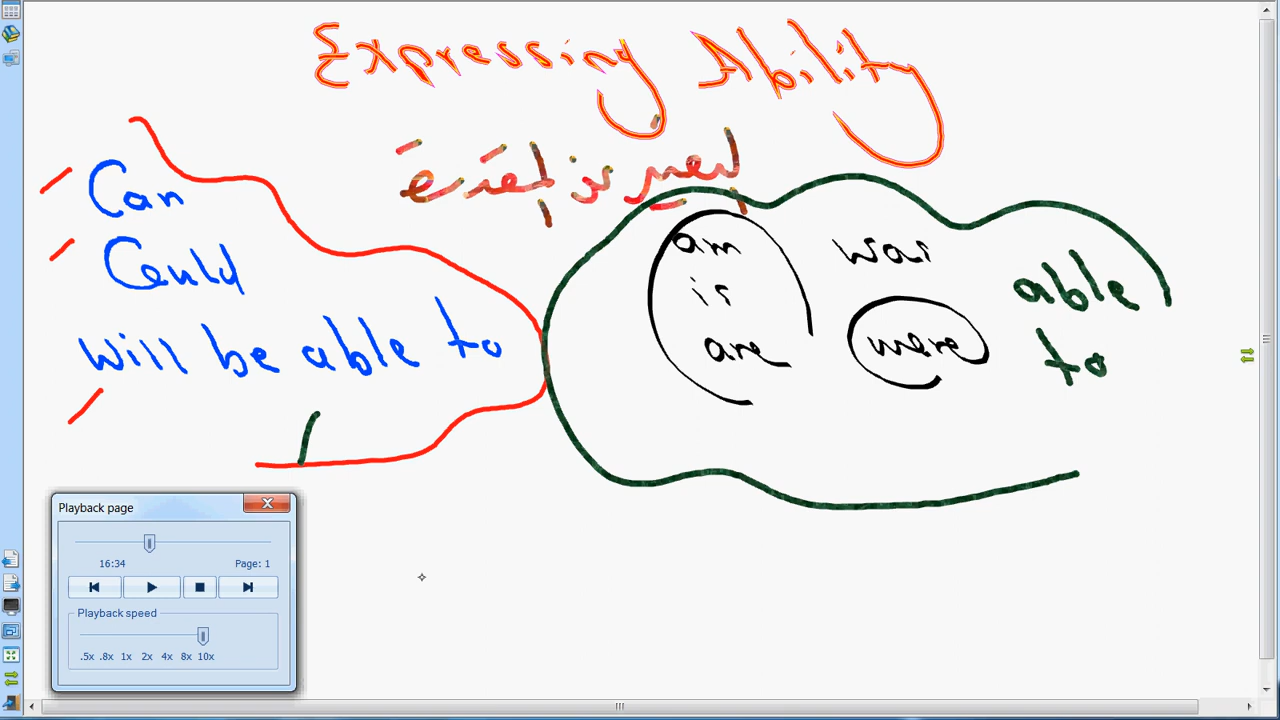 Expressing Ability
Can
Could
will be able to
am
is
are
was
were
able
to
Playback page
16:34 Page: 1
Playback speed
.5x .8x 1x 2x 4x 8x 10x